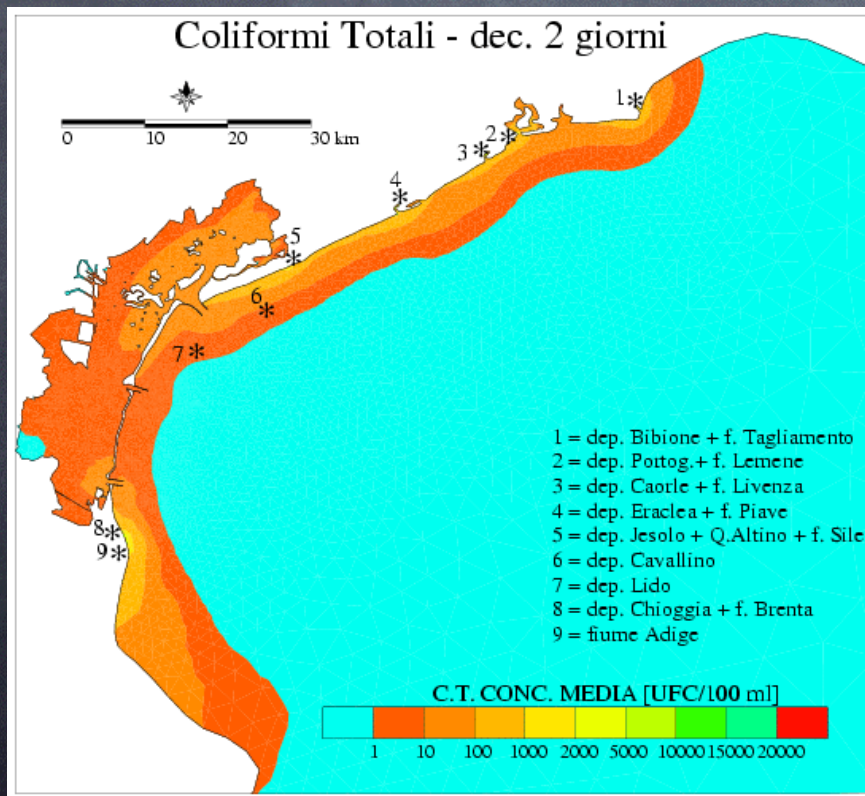 Coliformi Totali - dec. 2 giorni
0 10 20 30 km
1
2
3
4
5
6
7
8
9
1 = dep. Bibione + f. Tagliamento
2 = dep. Portog.+ f. Lemene
3 = dep. Caorle + f. Livenza
4 = dep. Eraclea + f. Piave
5 = dep. Jesolo + Q.Altino + f. Sile
6 = dep. Cavallino
7 = dep. Lido
8 = dep. Chioggia + f. Brenta
9 = fiume Adige
C.T. CONC. MEDIA [UFC/100 ml]
1 10 100 1000 2000 5000 10000 15000 20000